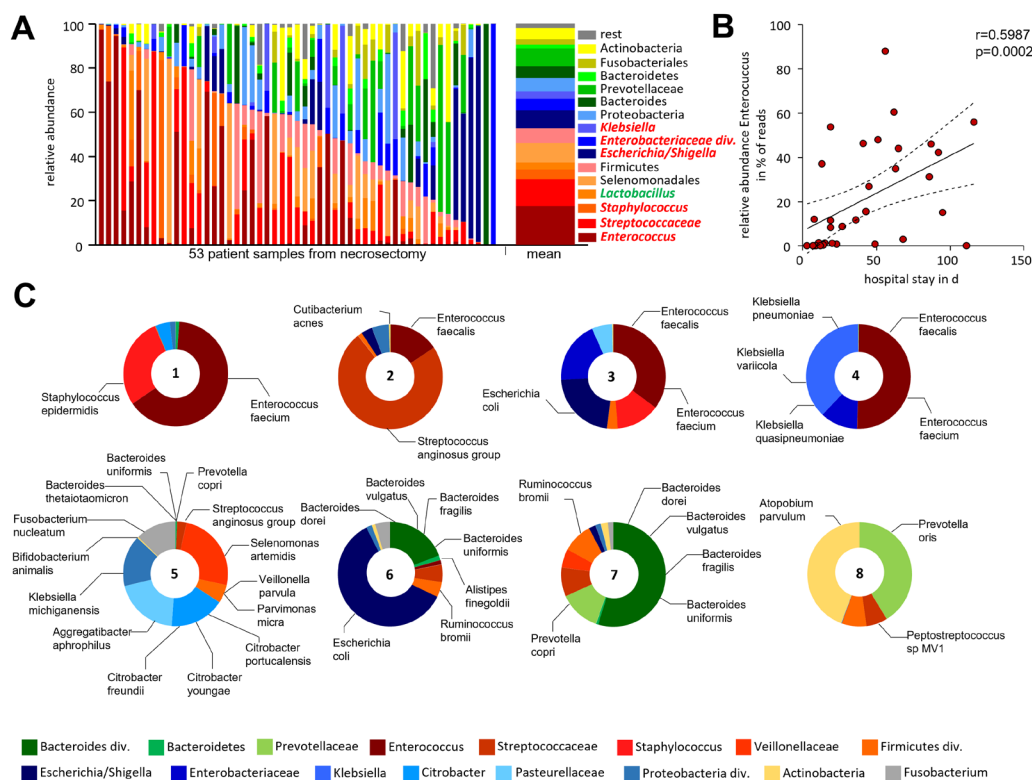 A
relative abundance
100
80
60
40
20
0
53 patient samples from necrosectomy
mean
rest
Actinobacteria
Fusobacteriales
Bacteroidetes
Prevotellaceae
Bacteroides
Proteobacteria
Klebsiella
Enterobacteriaceae div.
Escherichia/Shigella
Firmicutes
Selenomonadales
Lactobacillus
Staphylococcus
Streptococcaceae
Enterococcus
B
relative abundance Enterococcus
in % of reads
100
80
60
40
20
0
0
50
100
150
hospital stay in d
r=0.5987
p=0.0002
C
1
Staphylococcus
epidermidis
Enterococcus
faecium
2
Cutibacterium
acnes
Enterococcus
faecalis
Streptococcus
anginosus group
3
Enterococcus
faecalis
Escherichia
coli
Enterococcus
faecium
4
Klebsiella
pneumoniae
Klebsiella
variicola
Klebsiella
quasipneumoniae
Enterococcus
faecalis
Enterococcus
faecium
5
Bacteroides
uniformis
Bacteroides
thetaiotaomicron
Fusobacterium
nucleatum
Bifidobacterium
animalis
Klebsiella
michiganensis
Aggregatibacter
aphrophilus
Citrobacter
freundii
Citrobacter
youngae
Citrobacter
portucalensis
Parvimonas
micra
Veillonella
parvula
Selenomonas
artemidis
Streptococcus
anginosus group
Prevotella
copri
6
Bacteroides
dorei
Bacteroides
vulgatus
Bacteroides
fragilis
Bacteroides
uniformis
Alistipes
finegoldii
Ruminococcus
bromii
Escherichia
coli
7
Ruminococcus
bromii
Bacteroides
dorei
Bacteroides
vulgatus
Bacteroides
fragilis
Bacteroides
uniformis
Prevotella
copri
8
Atopobium
parvulum
Prevotella
oris
Peptostreptococcus
sp MV1
Bacteroides div.
Bacteroidetes
Prevotellaceae
Enterococcus
Streptococcaceae
Staphylococcus
Veillonellaceae
Firmicutes div.
Escherichia/Shigella
Enterobacteriaceae
Klebsiella
Citrobacter
Pasteurellaceae
Proteobacteria div.
Actinobacteria
Fusobacterium